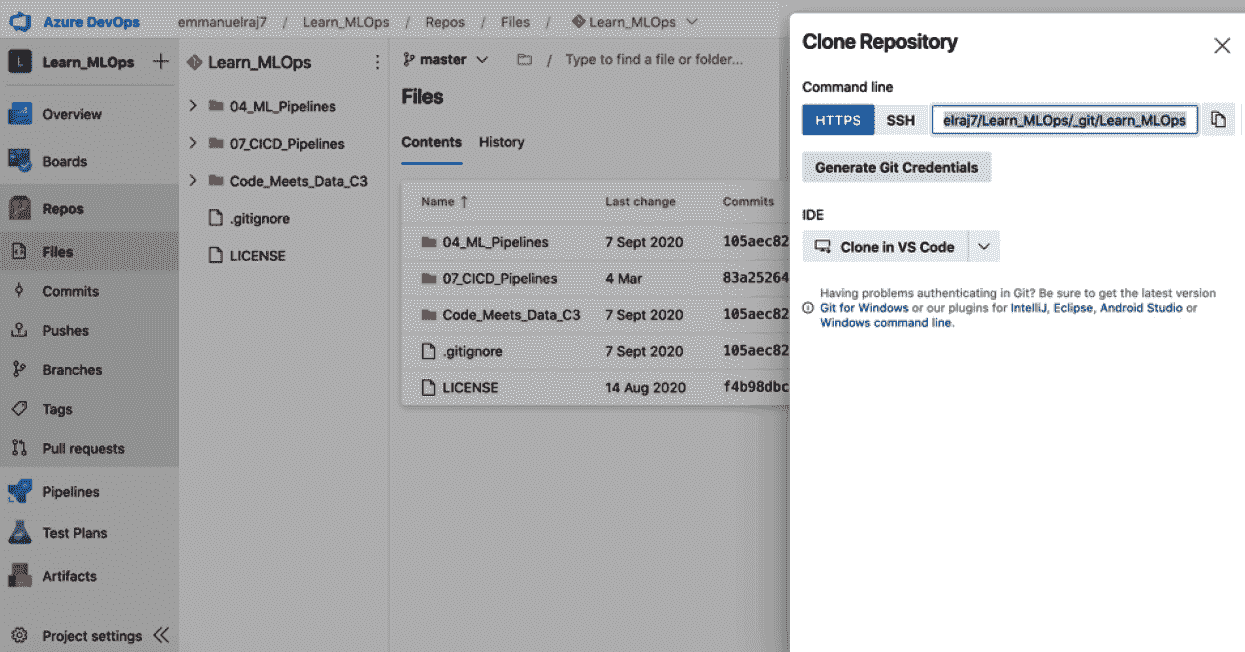 Azure DevOps
emmanuelraj7 / Learn_MLOps / Repos / Files / Learn_MLOps
L Learn_MLOps +
Overview
Boards
Repos
Files
Commits
Pushes
Branches
Tags
Pull requests
Pipelines
Test Plans
Artifacts
Project settings
Learn_MLOps
04_ML_Pipelines
07_CICD_Pipelines
Code_Meets_Data_C3
.gitignore
LICENSE
master / Type to find a file or folder...
Files
Contents History
Name ↑ Last change Commits
04_ML_Pipelines 7 Sept 2020 105aec82
07_CICD_Pipelines 4 Mar 83a25264
Code_Meets_Data_C3 7 Sept 2020 105aec82
.gitignore 7 Sept 2020 105aec82
LICENSE 14 Aug 2020 f4b98dbc
Clone Repository
Command line
HTTPS SSH elraj7/Learn_MLOps/_git/Learn_MLOps
Generate Git Credentials
IDE
Clone in VS Code
Having problems authenticating in Git? Be sure to get the latest version
Git for Windows or our plugins for IntelliJ, Eclipse, Android Studio or
Windows command line.